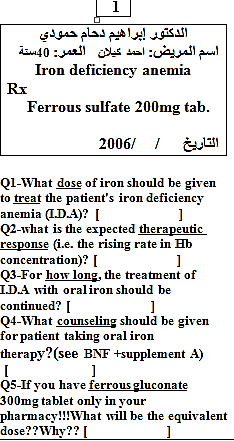 1
الدكتور إبراهيم دحام حمودي
اسم المريض: احمد كيلان    العمر: 40سنة
Iron deficiency anemia
Rx
Ferrous sulfate 200mg tab.
التاريخ    /    /2006
Q1-What dose of iron should be given
to treat the patient's iron deficiency
anemia (I.D.A)? [                    ]
Q2-what is the expected therapeutic
response (i.e. the rising rate in Hb
concentration)? [                    ]
Q3-For how long, the treatment of
I.D.A with oral iron should be
continued? [                    ]
Q4-What counseling should be given
for patient taking oral iron
therapy?(see BNF +supplement A)
[                    ]
Q5-If you have ferrous gluconate
300mg tablet only in your
pharmacy!!!What will be the equivalent
dose??Why?? [                    ]